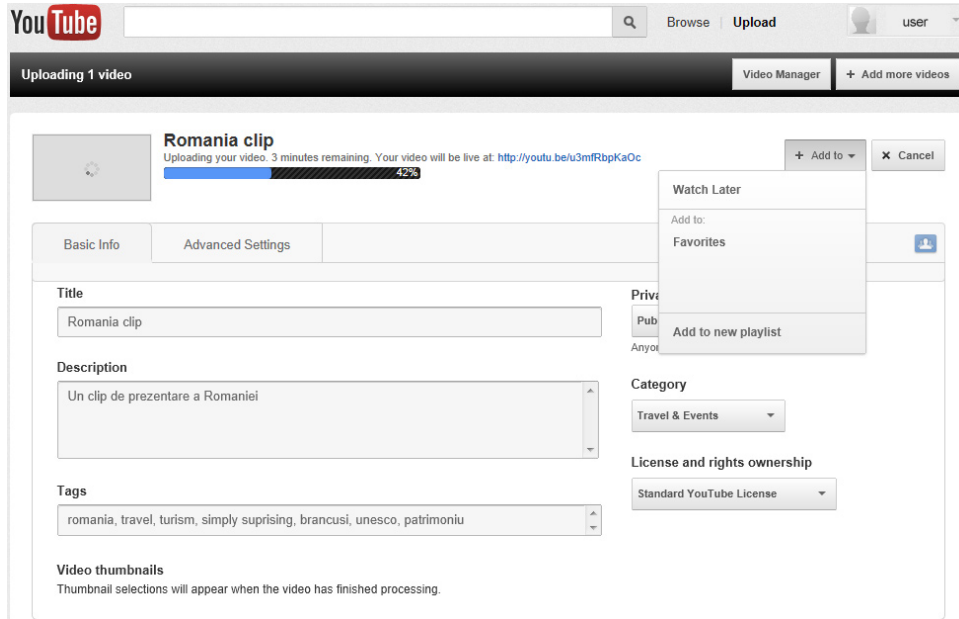 YouTube Browse Upload user
Uploading 1 video Video Manager + Add more videos
Romania clip
Uploading your video. 3 minutes remaining. Your video will be live at: http://youtu.be/u3mfRbpKaOc
42%
+ Add to
× Cancel
Watch Later
Add to:
Favorites
Add to new playlist
Basic Info Advanced Settings
Title
Romania clip
Description
Un clip de prezentare a Romaniei
Tags
romania, travel, turism, simply suprising, brancusi, unesco, patrimoniu
Video thumbnails
Thumbnail selections will appear when the video has finished processing.
Priva
Pub
Anyor
Category
Travel & Events
License and rights ownership
Standard YouTube License